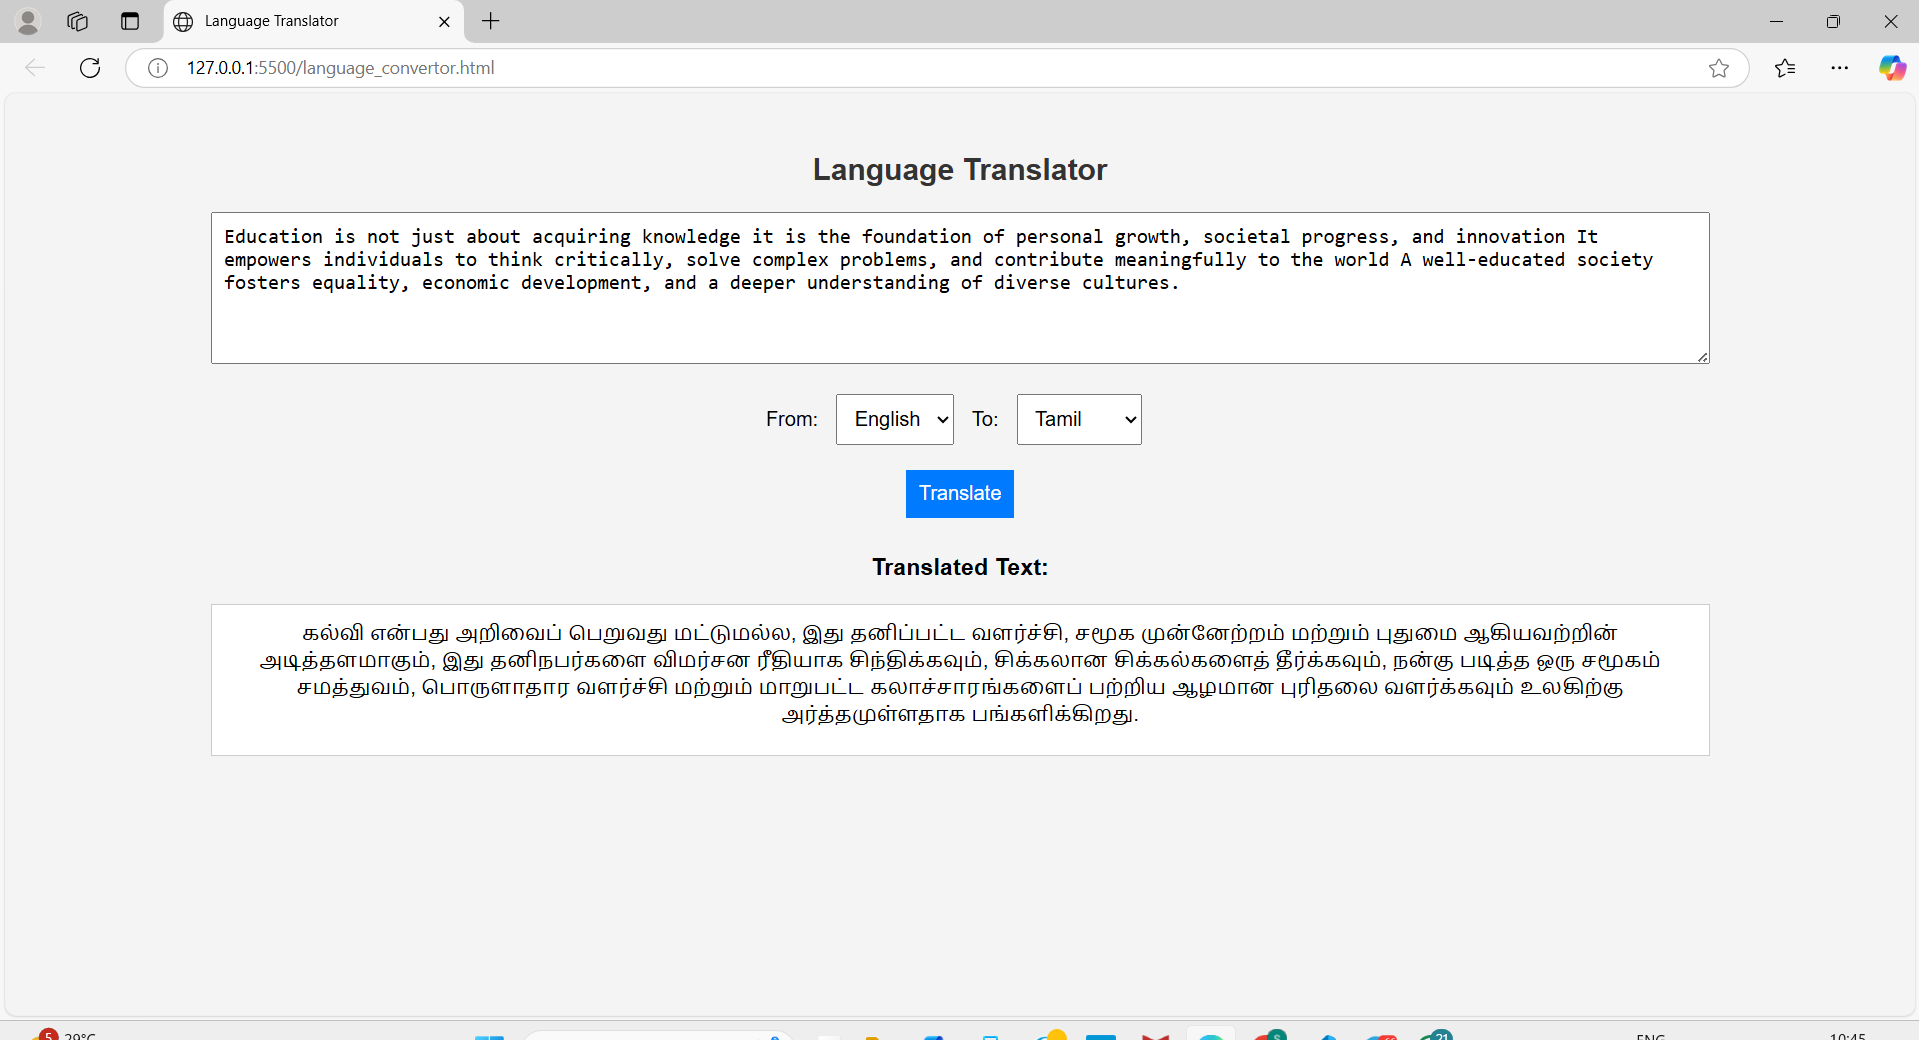 Language Translator
127.0.0.1:5500/language_convertor.html
Language Translator
Education is not just about acquiring knowledge it is the foundation of personal growth, societal progress, and innovation It
empowers individuals to think critically, solve complex problems, and contribute meaningfully to the world A well-educated society
fosters equality, economic development, and a deeper understanding of diverse cultures.
From: English To: Tamil
Translate
Translated Text:
கல்வி என்பது அறிவைப் பெறுவது மட்டுமல்ல, இது தனிப்பட்ட வளர்ச்சி, சமூக முன்னேற்றம் மற்றும் புதுமை ஆகியவற்றின்
அடித்தளமாகும், இது தனிநபர்களை விமர்சன ரீதியாக சிந்திக்கவும், சிக்கலான சிக்கல்களைத் தீர்க்கவும், நன்கு படித்த ஒரு சமூகம்
சமத்துவம், பொருளாதார வளர்ச்சி மற்றும் மாறுபட்ட கலாச்சாரங்களைப் பற்றிய ஆழமான புரிதலை வளர்க்கவும் உலகிற்கு
அர்த்தமுள்ளதாக பங்களிக்கிறது.
5 29°C S 21 ENG 10:45